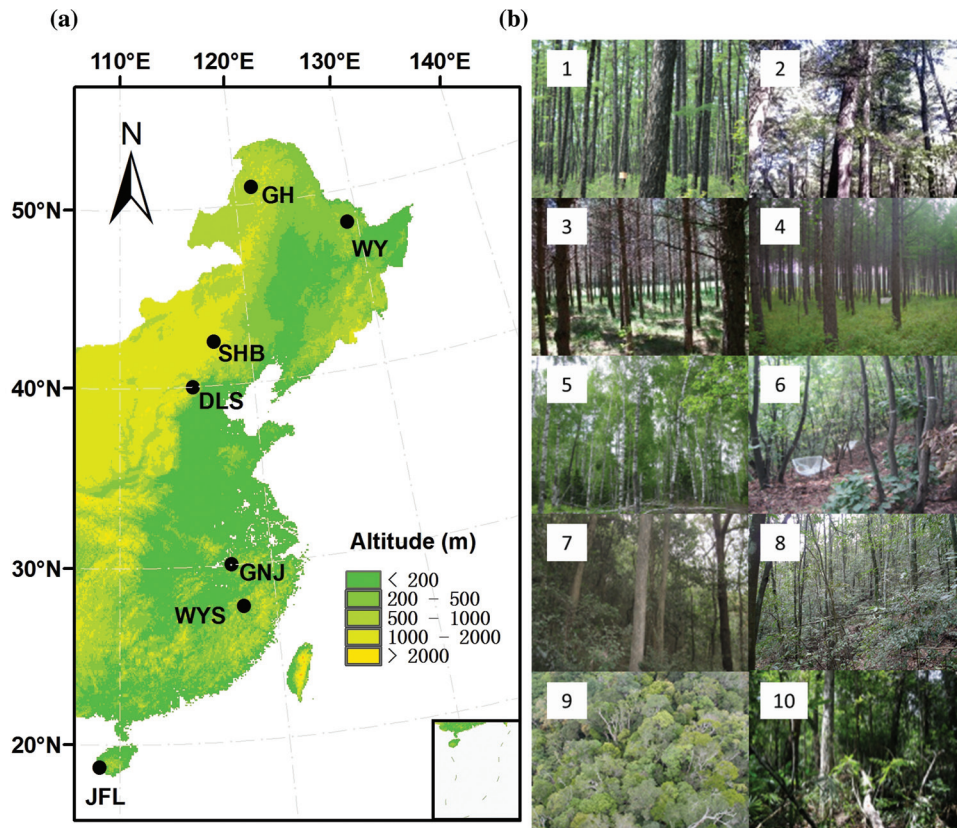 (a)
(b)
110°E 120°E 130°E 140°E
N
50°N
40°N
30°N
20°N
GH
WY
SHB
DLS
GNJ
WYS
JFL
Altitude (m)
< 200
200 – 500
500 – 1000
1000 – 2000
> 2000
1 2
3 4
5 6
7 8
9 10